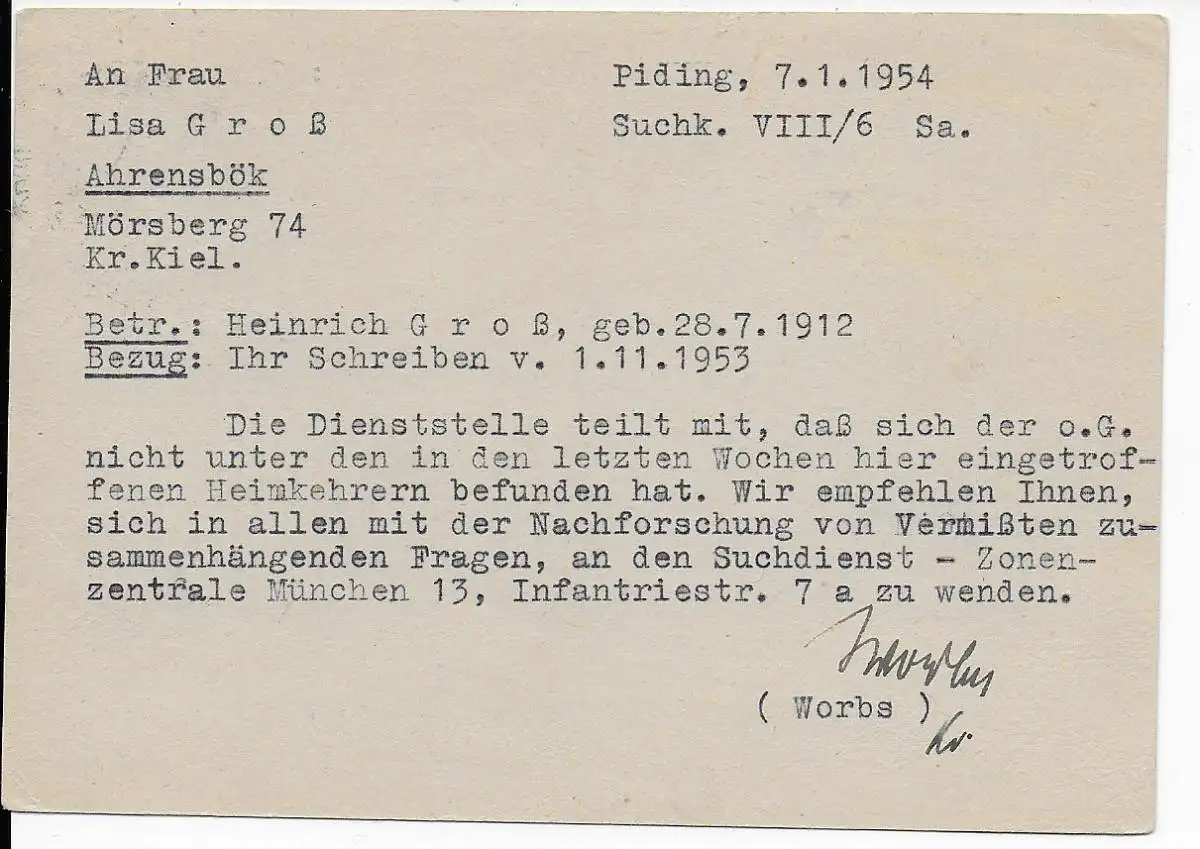 An Frau
Piding, 7.1.1954
Lisa G r o ß
Suchk. VIII/6 Sa.
Ahrensbök
Mörsberg 74
Kr.Kiel.
Betr.: Heinrich G r o ß, geb.28.7.1912
Bezug: Ihr Schreiben v. 1.11.1953
Die Dienststelle teilt mit, daß sich der o.G.
nicht unter den in den letzten Wochen hier eingetrof-
fenen Heimkehrern befunden hat. Wir empfehlen Ihnen,
sich in allen mit der Nachforschung von Vermißten zu-
sammenhängenden Fragen, an den Suchdienst - Zonen-
zentrale München 13, Infantriestr. 7 a zu wenden.
( Worbs )